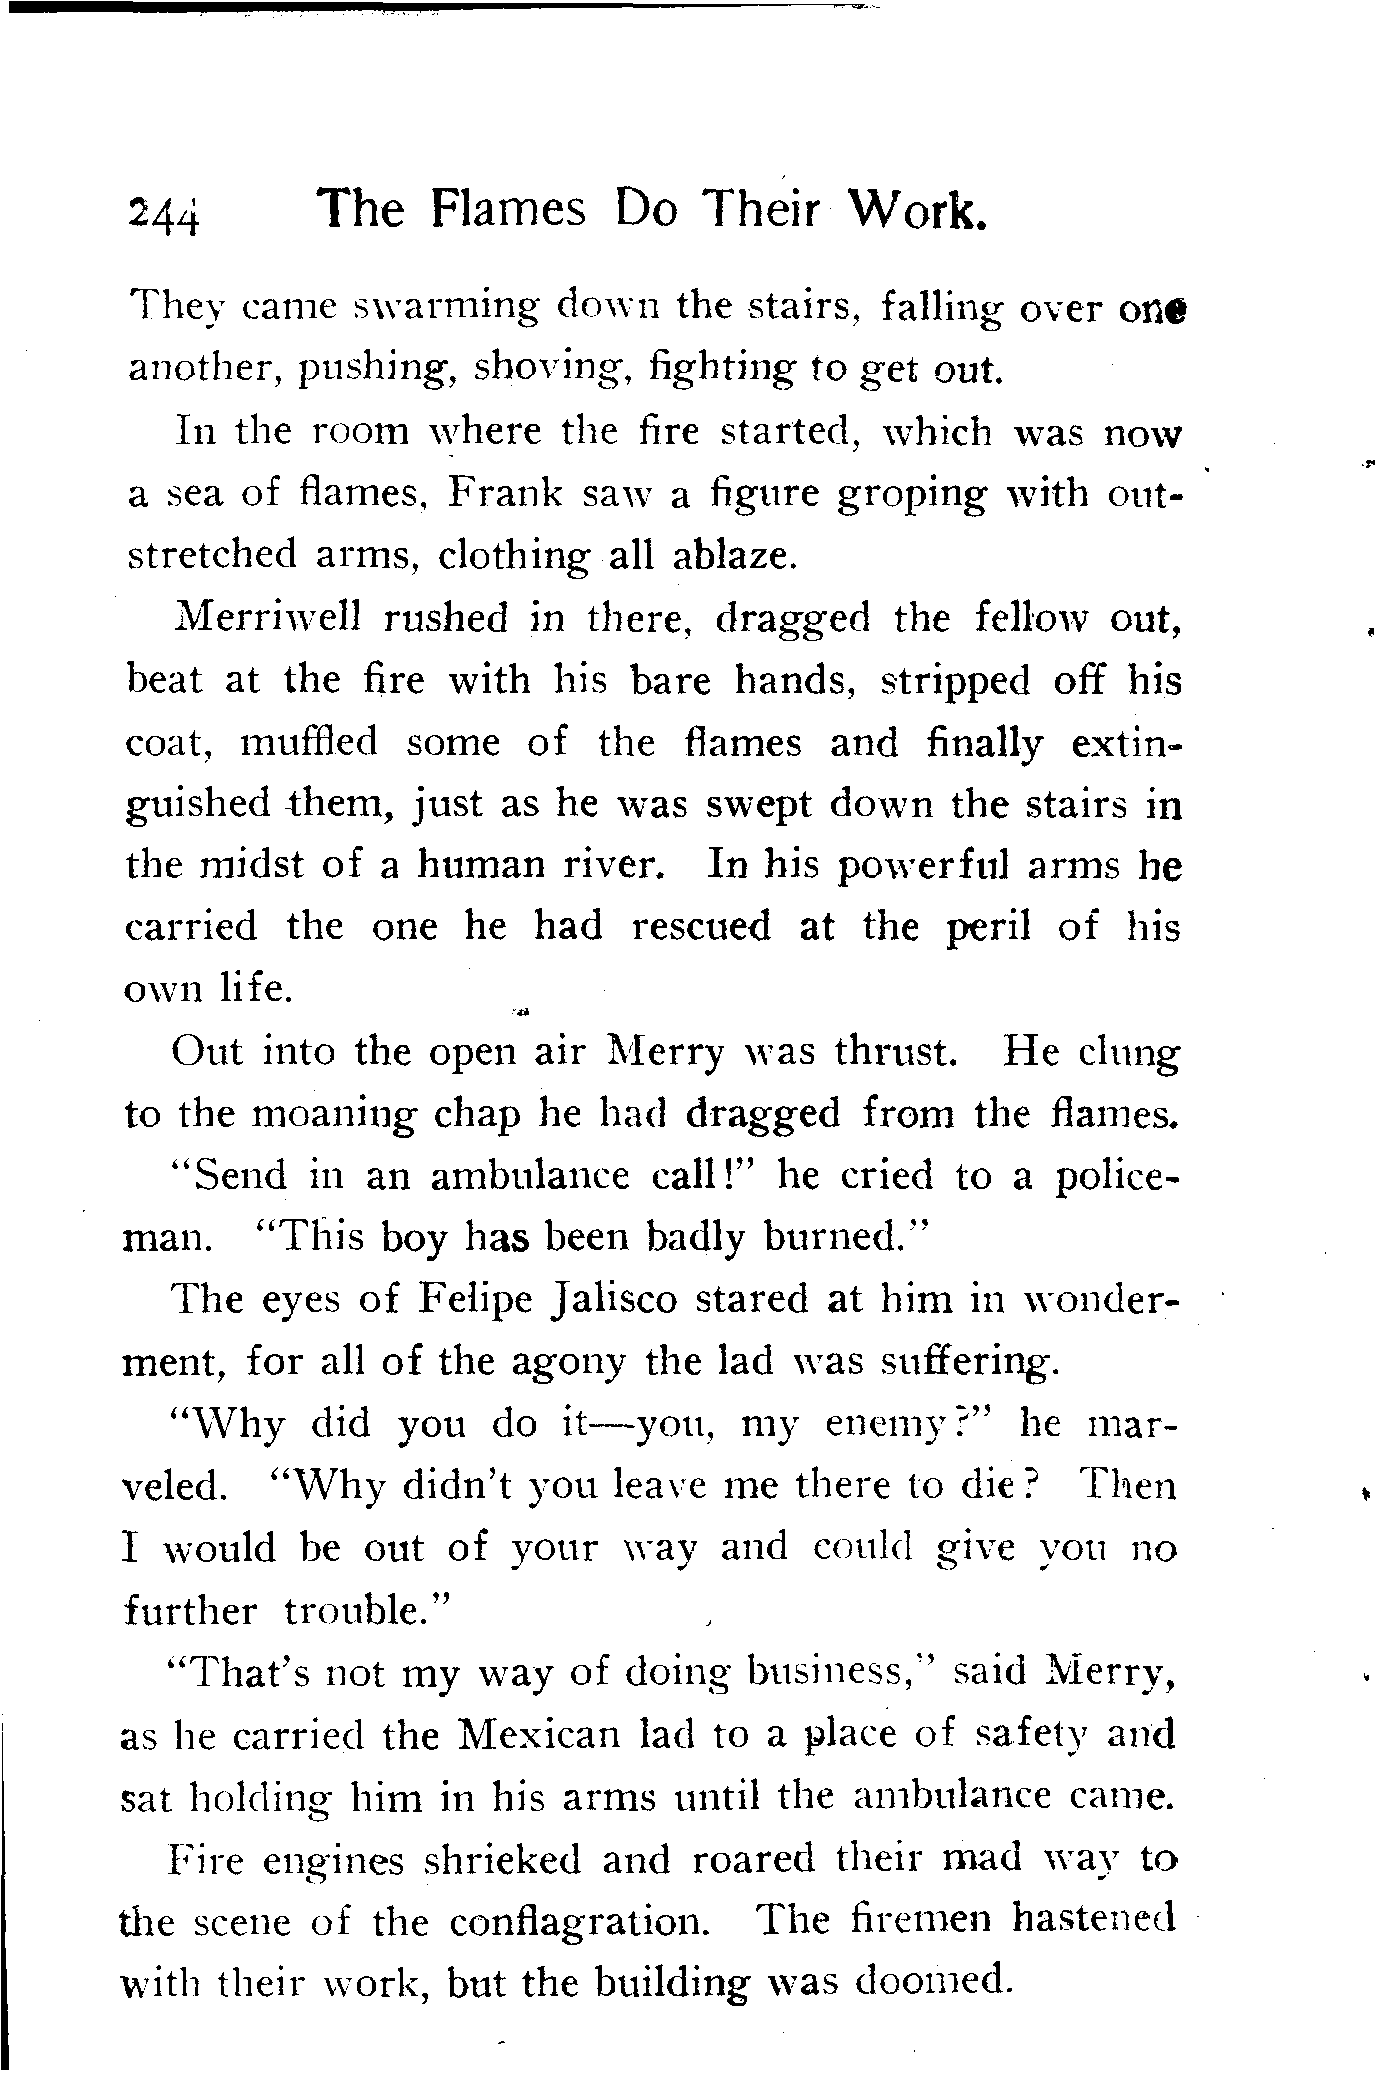 244 The Flames Do Their Work.
They came swarming down the stairs, falling over one
another, pushing, shoving, fighting to get out.
In the room where the fire started, which was now
a sea of flames, Frank saw a figure groping with out-
stretched arms, clothing all ablaze.
Merriwell rushed in there, dragged the fellow out,
beat at the fire with his bare hands, stripped off his
coat, muffled some of the flames and finally extin-
guished them, just as he was swept down the stairs in
the midst of a human river. In his powerful arms he
carried the one he had rescued at the peril of his
own life.
Out into the open air Merry was thrust. He clung
to the moaning chap he had dragged from the flames.
"Send in an ambulance call!" he cried to a police-
man. "This boy has been badly burned."
The eyes of Felipe Jalisco stared at him in wonder-
ment, for all of the agony the lad was suffering.
"Why did you do it—you, my enemy?" he mar-
veled. "Why didn't you leave me there to die? Then
I would be out of your way and could give you no
further trouble."
"That's not my way of doing business," said Merry,
as he carried the Mexican lad to a place of safety and
sat holding him in his arms until the ambulance came.
Fire engines shrieked and roared their mad way to
the scene of the conflagration. The firemen hastened
with their work, but the building was doomed.